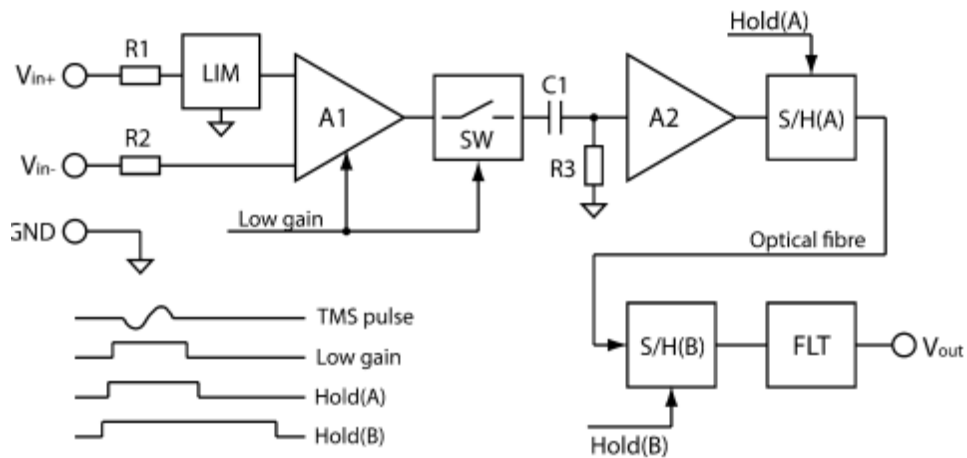 Hold(A)
R1
Vin+
LIM
C1
A1
A2
S/H(A)
SW
R2
Vin-
R3
Low gain
GND
Optical fibre
TMS pulse
Low gain
S/H(B)
FLT
Vout
Hold(A)
Hold(B)
Hold(B)